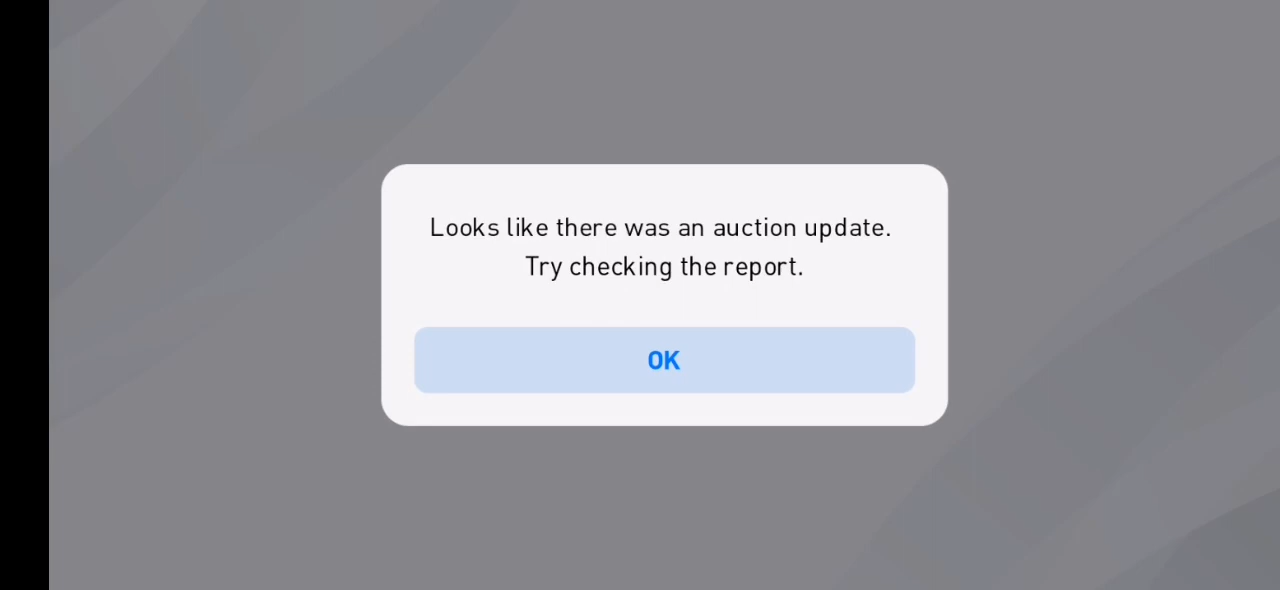 Looks like there was an auction update.
Try checking the report.
OK